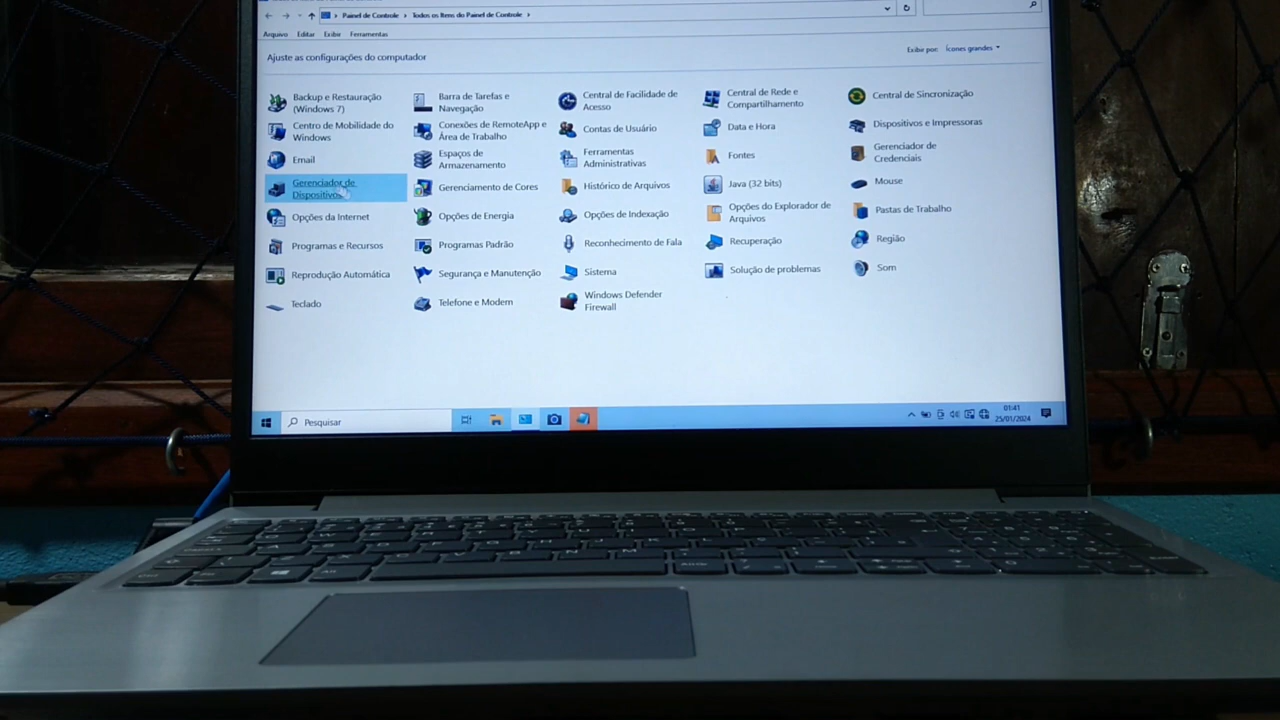 Painel de Controle > Todos os Itens do Painel de Controle >
Arquivo Editar Exibir Ferramentas
Ajuste as configurações do computador
Exibir por: Ícones grandes
Backup e Restauração
(Windows 7)
Barra de Tarefas e
Navegação
Central de Facilidade de
Acesso
Central de Rede e
Compartilhamento
Central de Sincronização
Centro de Mobilidade do
Windows
Conexões de RemoteApp e
Área de Trabalho
Contas de Usuário
Data e Hora
Dispositivos e Impressoras
Email
Espaços de
Armazenamento
Ferramentas
Administrativas
Fontes
Gerenciador de
Credenciais
Gerenciador de
Dispositivos
Gerenciamento de Cores
Histórico de Arquivos
Java (32 bits)
Mouse
Opções da Internet
Opções de Energia
Opções de Indexação
Opções do Explorador de
Arquivos
Pastas de Trabalho
Programas e Recursos
Programas Padrão
Reconhecimento de Fala
Recuperação
Região
Reprodução Automática
Segurança e Manutenção
Sistema
Solução de problemas
Som
Teclado
Telefone e Modem
Windows Defender
Firewall
Pesquisar
01:41
25/01/2024